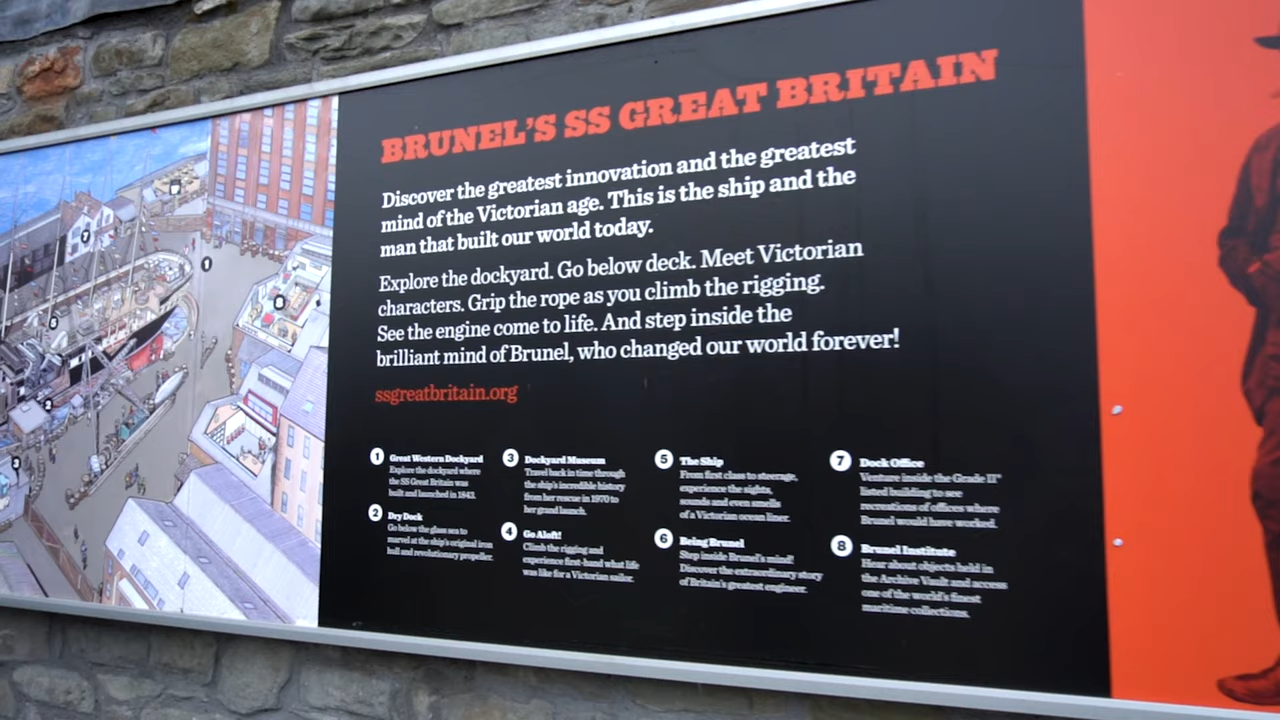 BRUNEL'S SS GREAT BRITAIN
Discover the greatest innovation and the greatest
mind of the Victorian age. This is the ship and the
man that built our world today.
Explore the dockyard. Go below deck. Meet Victorian
characters. Grip the rope as you climb the rigging.
See the engine come to life. And step inside the
brilliant mind of Brunel, who changed our world forever!
ssgreatbritain.org
1 Great Western Dockyard
Explore the dockyard where
the SS Great Britain was
built and launched in 1843.
2 Dry Dock
Go below the glass sea to
marvel at the ship's original iron
hull and revolutionary propeller.
3 Dockyard Museum
Travel back in time through
the ship's incredible history
from her rescue in 1970 to
her grand launch.
4 Go Aloft!
Climb the rigging and
experience first-hand what life
was like for a Victorian sailor.
5 The Ship
From first class to steerage,
experience the sights,
sounds and even smells
of a Victorian ocean liner.
6 Being Brunel
Step inside Brunel's mind!
Discover the extraordinary story
of Britain's greatest engineer.
7 Dock Office
Venture inside the Grade II*
listed building to see
recreations of offices where
Brunel would have worked.
8 Brunel Institute
Hear about objects held in
the Archive Vault and access
one of the world's finest
maritime collections.
7
1
8
5
2
3